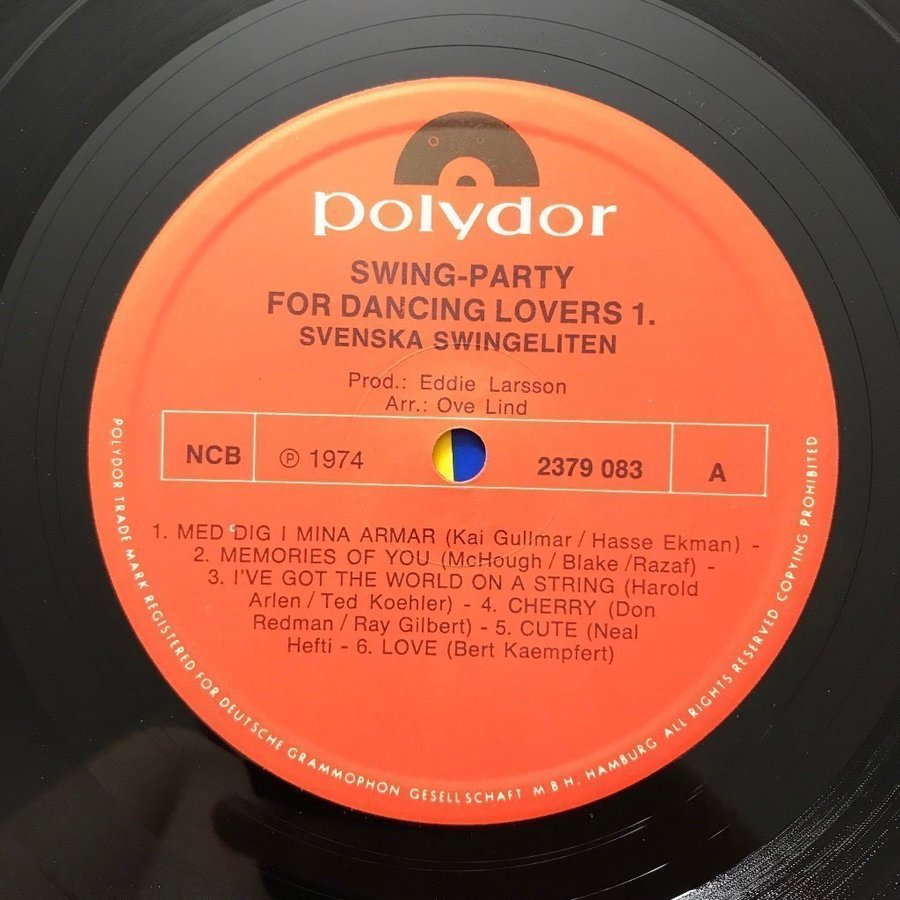 polydor
SWING-PARTY
FOR DANCING LOVERS 1.
SVENSKA SWINGELITEN
Prod.: Eddie Larsson
Arr.: Ove Lind
NCB
Ⓟ 1974
2379 083
A
1. MED DIG I MINA ARMAR (Kai Gullmar / Hasse Ekman) -
2. MEMORIES OF YOU (McHough / Blake / Razaf) -
3. I'VE GOT THE WORLD ON A STRING (Harold
Arlen / Ted Koehler) - 4. CHERRY (Don
Redman / Ray Gilbert) - 5. CUTE (Neal
Hefti - 6. LOVE (Bert Kaempfert)
POLYDOR TRADE MARK REGISTERED FOR DEUTSCHE GRAMMOPHON GESELLSCHAFT M B H, HAMBURG ALL RIGHTS RESERVED COPYING PROHIBITED